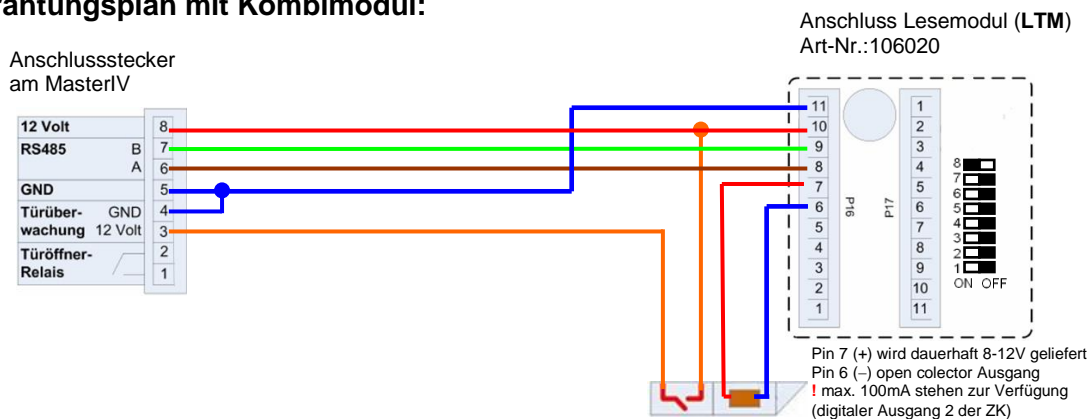 rahtungsplan mit Kombimodul:
Anschluss Lesemodul (LTM)
Art-Nr.:106020
Anschlussstecker
am MasterIV
12 Volt 8
RS485 B 7
A 6
GND 5
Türüber- GND 4
wachung 12 Volt 3
Türöffner- 2
Relais 1
11
10
9
8
7
6
5
4
3
2
1
P16
P17
1
2
3
4
5
6
7
8
9
10
11
8
7
6
5
4
3
2
1
ON OFF
Pin 7 (+) wird dauerhaft 8-12V geliefert
Pin 6 (–) open colector Ausgang
! max. 100mA stehen zur Verfügung
(digitaler Ausgang 2 der ZK)